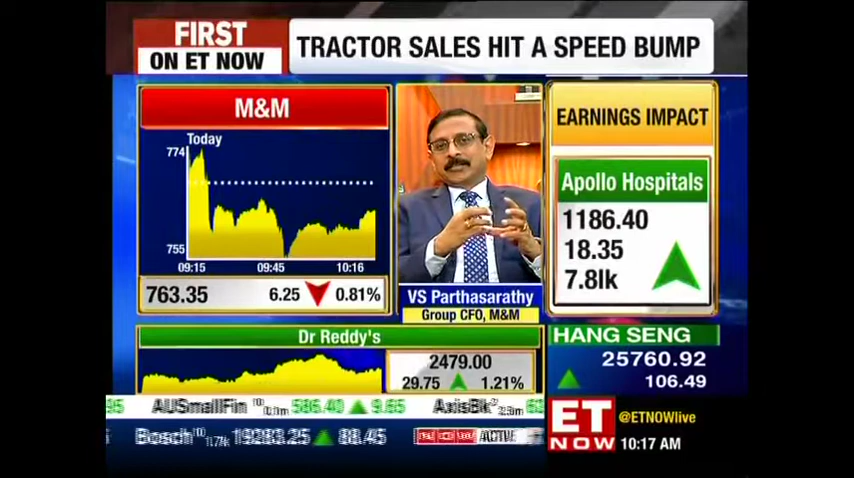 FIRST
ON ET NOW
TRACTOR SALES HIT A SPEED BUMP
M&M
Today
774
755
09:15 09:45 10:16
763.35 6.25 0.81%
VS Parthasarathy
Group CFO, M&M
EARNINGS IMPACT
Apollo Hospitals
1186.40
18.35
7.8lk
Dr Reddy's
2479.00
29.75 1.21%
HANG SENG
25760.92
106.49
95 AUSmallFin 586.40 9.65 AxisBk
Bosch 19283.25 88.45 ACTIVE
ET
NOW
@ETNOWlive
10:17 AM